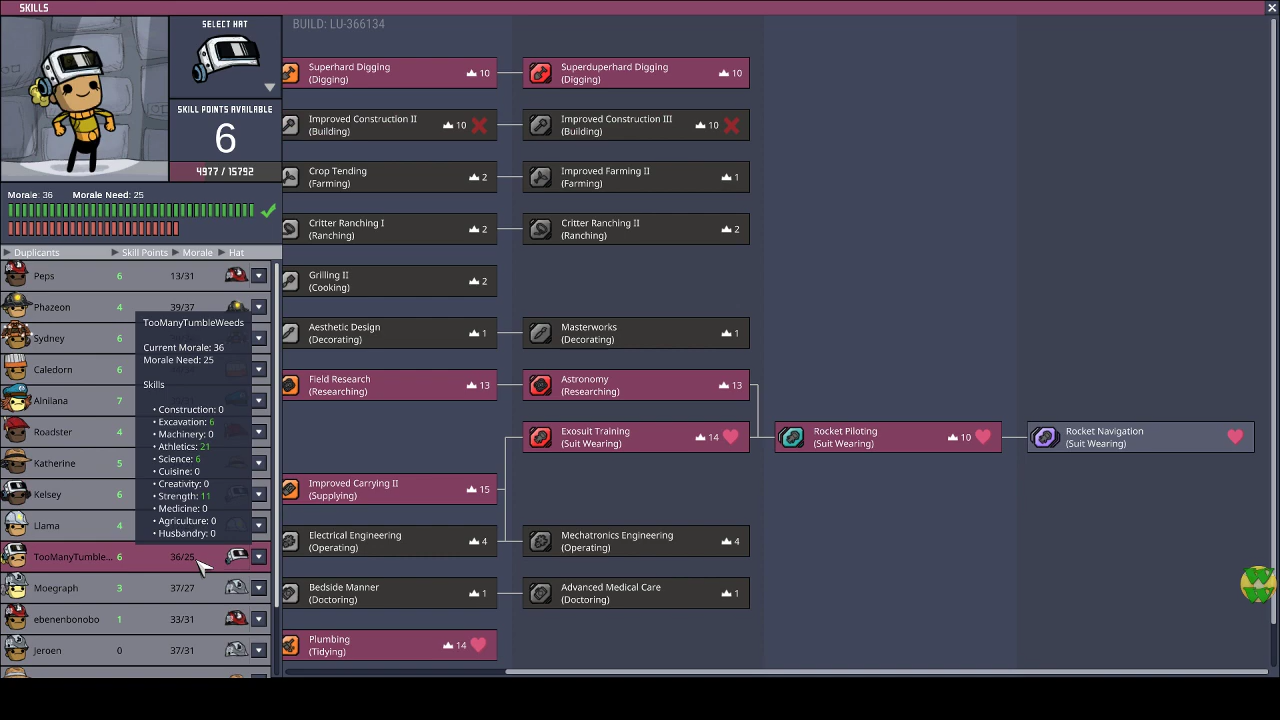 SKILLS
SELECT HAT
SKILL POINTS AVAILABLE
6
4977 / 15792
Morale: 36 Morale Need: 25
Duplicants Skill Points Morale Hat
Peps 6 13/31
Phazeon 4 39/37
Sydney 6
Caledorn 6
Alnilana 7
Roadster 4
Katherine 5
Kelsey 6
Llama 4
TooManyTumble... 6 36/25
Moegraph 3 37/27
ebenenbonobo 1 33/31
Jeroen 0 37/31
TooManyTumbleWeeds
Current Morale: 36
Morale Need: 25
Skills
• Construction: 0
• Excavation: 6
• Machinery: 0
• Athletics: 21
• Science: 6
• Cuisine: 0
• Creativity: 0
• Strength: 11
• Medicine: 0
• Agriculture: 0
• Husbandry: 0
BUILD: LU-366134
Superhard Digging 10
(Digging)
Superduperhard Digging 10
(Digging)
Improved Construction II 10
(Building)
Improved Construction III 10
(Building)
Crop Tending 2
(Farming)
Improved Farming II 1
(Farming)
Critter Ranching I 2
(Ranching)
Critter Ranching II 2
(Ranching)
Grilling II 2
(Cooking)
Aesthetic Design 1
(Decorating)
Masterworks 1
(Decorating)
Field Research 13
(Researching)
Astronomy 13
(Researching)
Exosuit Training 14
(Suit Wearing)
Rocket Piloting 10
(Suit Wearing)
Rocket Navigation
(Suit Wearing)
Improved Carrying II 15
(Supplying)
Electrical Engineering 4
(Operating)
Mechatronics Engineering 4
(Operating)
Bedside Manner 1
(Doctoring)
Advanced Medical Care 1
(Doctoring)
Plumbing 14
(Tidying)